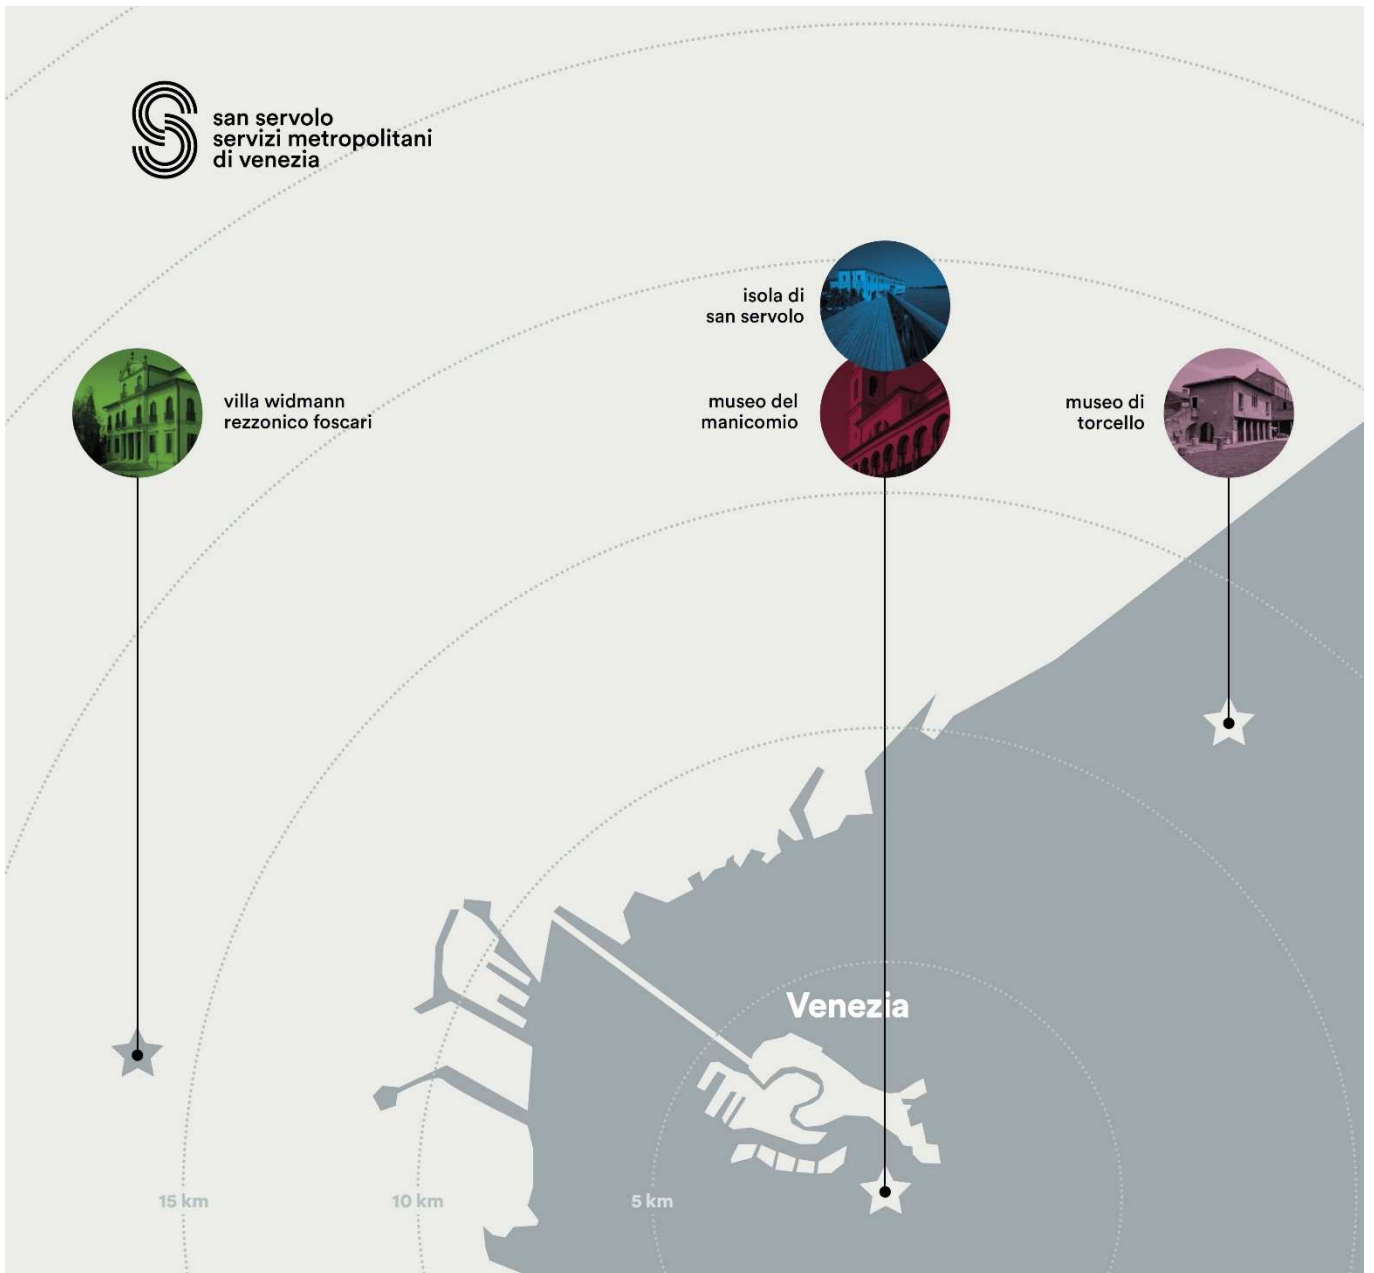 san servolo
servizi metropolitani
di venezia
isola di
san servolo
villa widmann
rezzonico foscari
museo del
manicomio
museo di
torcello
Venezia
15 km
10 km
5 km